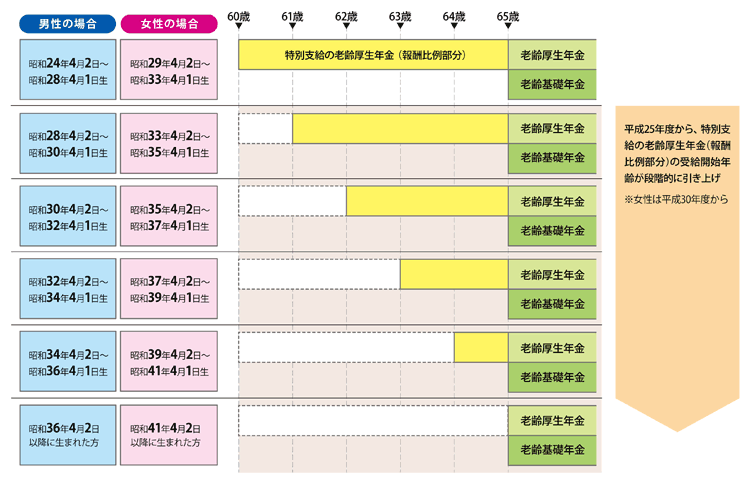 男性の場合 女性の場合 60歳 61歳 62歳 63歳 64歳 65歳
昭和24年4月2日～
昭和28年4月1日生
昭和29年4月2日～
昭和33年4月1日生
特別支給の老齢厚生年金（報酬比例部分）
老齢厚生年金
老齢基礎年金
昭和28年4月2日～
昭和30年4月1日生
昭和33年4月2日～
昭和35年4月1日生
老齢厚生年金
老齢基礎年金
昭和30年4月2日～
昭和32年4月1日生
昭和35年4月2日～
昭和37年4月1日生
老齢厚生年金
老齢基礎年金
昭和32年4月2日～
昭和34年4月1日生
昭和37年4月2日～
昭和39年4月1日生
老齢厚生年金
老齢基礎年金
昭和34年4月2日～
昭和36年4月1日生
昭和39年4月2日～
昭和41年4月1日生
老齢厚生年金
老齢基礎年金
昭和36年4月2日
以降に生まれた方
昭和41年4月2日
以降に生まれた方
老齢厚生年金
老齢基礎年金
平成25年度から、特別支
給の老齢厚生年金（報酬
比例部分）の受給開始年
齢が段階的に引き上げ
※女性は平成30年度から